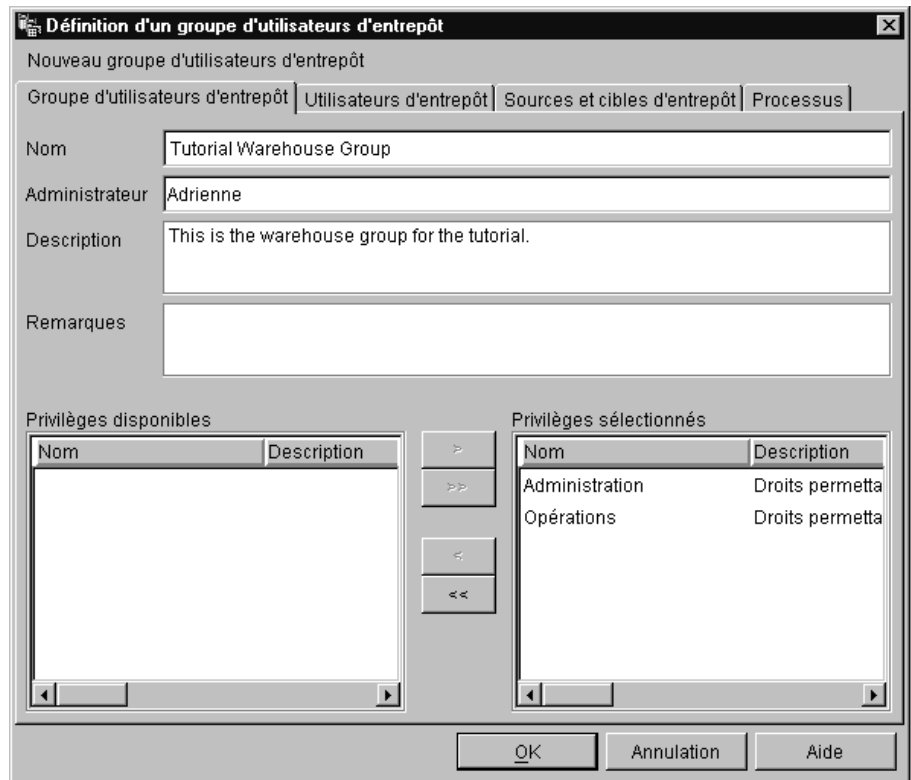 Définition d'un groupe d'utilisateurs d'entrepôt
Nouveau groupe d'utilisateurs d'entrepôt
Groupe d'utilisateurs d'entrepôt Utilisateurs d'entrepôt Sources et cibles d'entrepôt Processus
Nom Tutorial Warehouse Group
Administrateur Adrienne
Description This is the warehouse group for the tutorial.
Remarques
Privilèges disponibles Privilèges sélectionnés
Nom Description > Nom Description
>> Administration Droits permetta
Opérations Droits permetta
<
<<
OK Annulation Aide